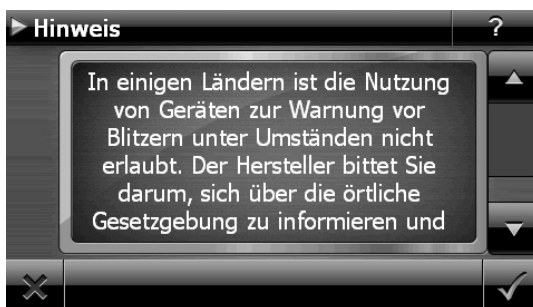 Hinweis ?
In einigen Ländern ist die Nutzung
von Geräten zur Warnung vor
Blitzern unter Umständen nicht
erlaubt. Der Hersteller bittet Sie
darum, sich über die örtliche
Gesetzgebung zu informieren und